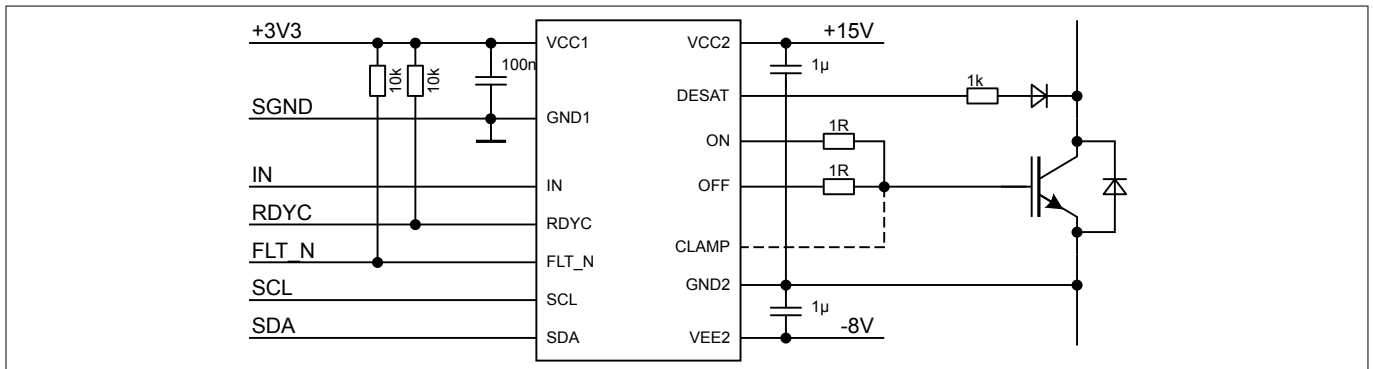 +3V3
10k
10k
100n
SGND
IN
RDYC
FLT_N
SCL
SDA
VCC1
GND1
IN
RDYC
FLT_N
SCL
SDA
VCC2
DESAT
ON
OFF
CLAMP
GND2
VEE2
+15V
1µ
1k
1R
1R
1µ
-8V